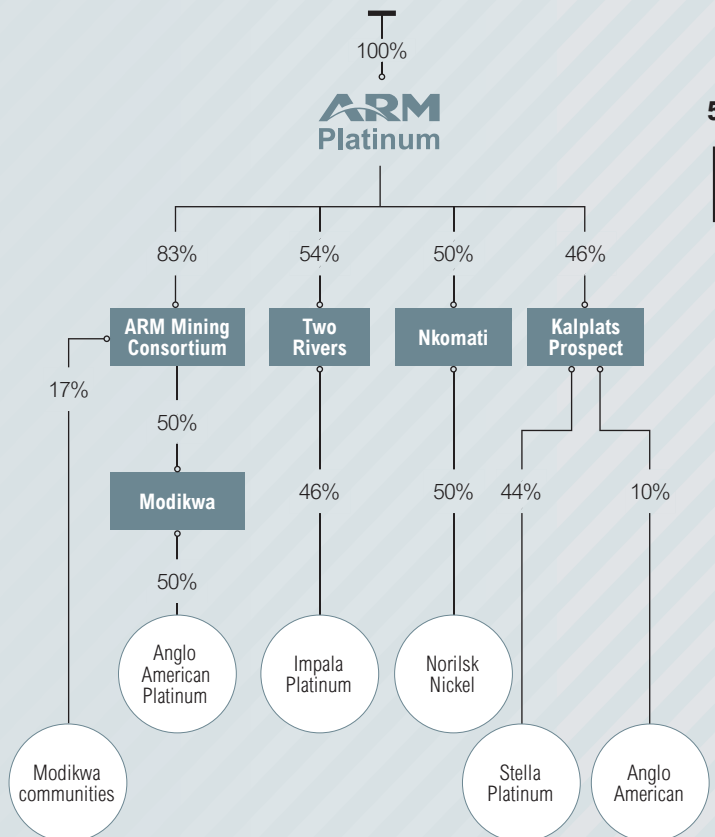 100%
ARM
Platinum
5
83%
54%
50%
46%
ARM Mining
Consortium
Two
Rivers
Nkomati
Kalplats
Prospect
17%
50%
Modikwa
46%
50%
44%
10%
50%
Anglo
American
Platinum
Impala
Platinum
Norilsk
Nickel
Modikwa
communities
Stella
Platinum
Anglo
American